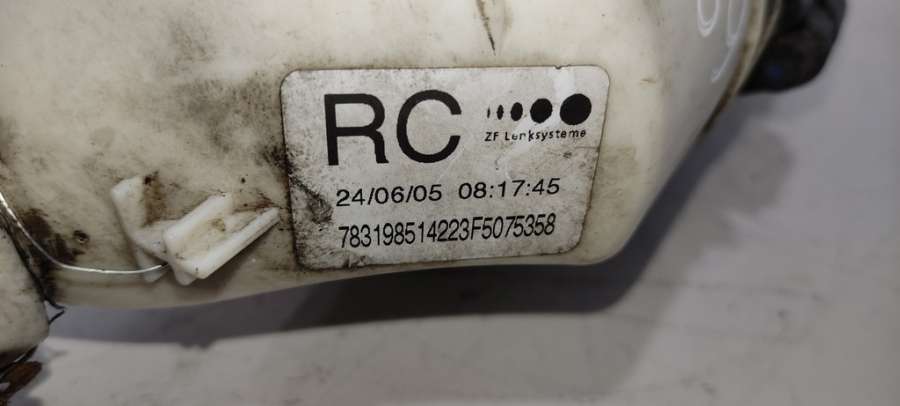 RC
ZF Lenksysteme
24/06/05 08:17:45
783198514223F5075358